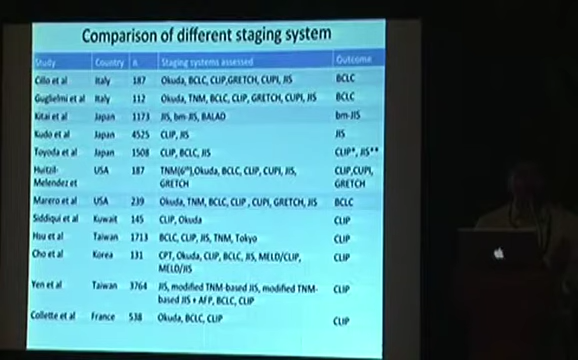 Comparison of different staging system
Study Country n Staging systems assessed Outcome
Cillo et al Italy 187 Okuda, BCLC, CLIP,GRETCH, CUPI, JIS BCLC
Guglielmi et al Italy 112 Okuda, TNM, BCLC, CLIP, GRETCH, CUPI, JIS BCLC
Kitai et al Japan 1173 JIS, bm-JIS, BALAD bm-JIS
Kudo et al Japan 4525 CLIP, JIS JIS
Toyoda et al Japan 1508 CLIP, BCLC, JIS CLIP*, JIS**
Huitzil- USA 187 TNM(6th),Okuda, BCLC, CLIP, CUPI, JIS, CLIP,CUPI,
Melendez et GRETCH GRETCH
Marero et al USA 239 Okuda, TNM, BCLC, CLIP , CUPI, GRETCH, JIS BCLC
Siddiqui et al Kuwait 145 CLIP, Okuda CLIP
Hsu et al Taiwan 1713 BCLC, CLIP, JIS, TNM, Tokyo CLIP
Cho et al Korea 131 CPT, Okuda, CLIP, BCLC, JIS, MELD/CLIP, CLIP
MELD/JIS
Yen et al Taiwan 3764 JIS, modified TNM-based JIS, modified TNM- CLIP
based JIS + AFP, BCLC, CLIP
Collette et al France 538 Okuda, BCLC, CLIP CLIP